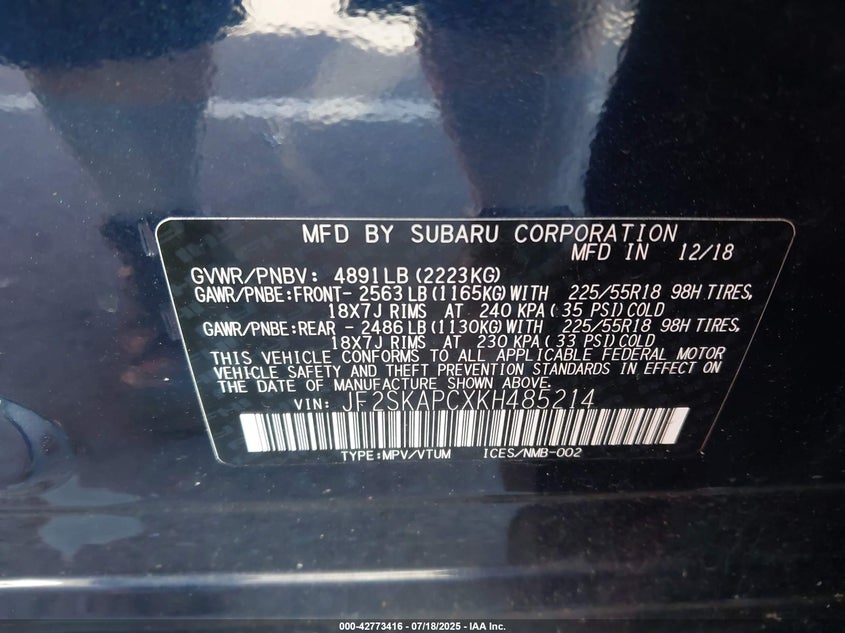 MFD BY SUBARU CORPORATION
MFD IN 12/18
GVWR/PNBV: 4891LB(2223KG)
GAWR/PNBE:FRONT- 2563LB(1165KG)WITH 225/55R18 98H TIRES,
18X7J RIMS AT 240 KPA( 35 PSI)COLD
GAWR/PNBE:REAR - 2486LB(1130KG)WITH 225/55R18 98H TIRES,
18X7J RIMS AT 230 KPA( 33 PSI)COLD
THIS VEHICLE CONFORMS TO ALL APPLICABLE FEDERAL MOTOR
VEHICLE SAFETY AND THEFT PREVENTION STANDARDS IN EFFECT ON
THE DATE OF MANUFACTURE SHOWN ABOVE.
VIN: JF2SKAPCXKH485214
TYPE:MPV/VTUM ICES/NMB-002
000-42773416 - 07/18/2025 - IAA Inc.